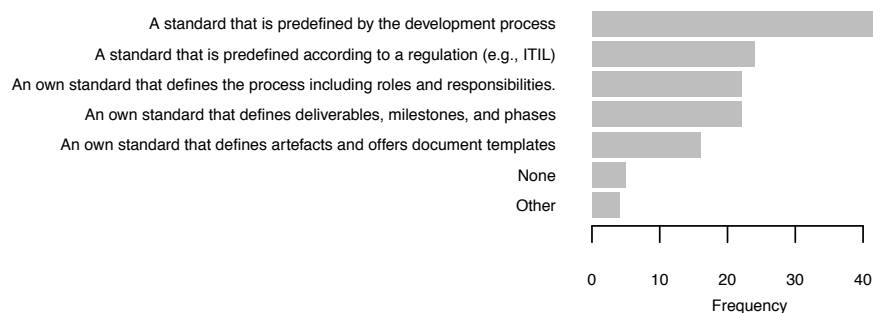 A standard that is predefined by the development process
A standard that is predefined according to a regulation (e.g., ITIL)
An own standard that defines the process including roles and responsibilities.
An own standard that defines deliverables, milestones, and phases
An own standard that defines artefacts and offers document templates
None
Other
0 10 20 30 40
Frequency